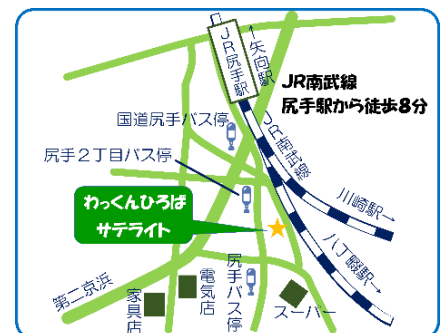 JR尻手駅
↑矢向駅
JR南武線
尻手駅から徒歩8分
国道尻手バス停
JR南武線
尻手2丁目バス停
川崎駅→
わっくんひろば
サテライト
八丁畷駅→
第二京浜
家具店
電気店
尻手バス停
スーパー